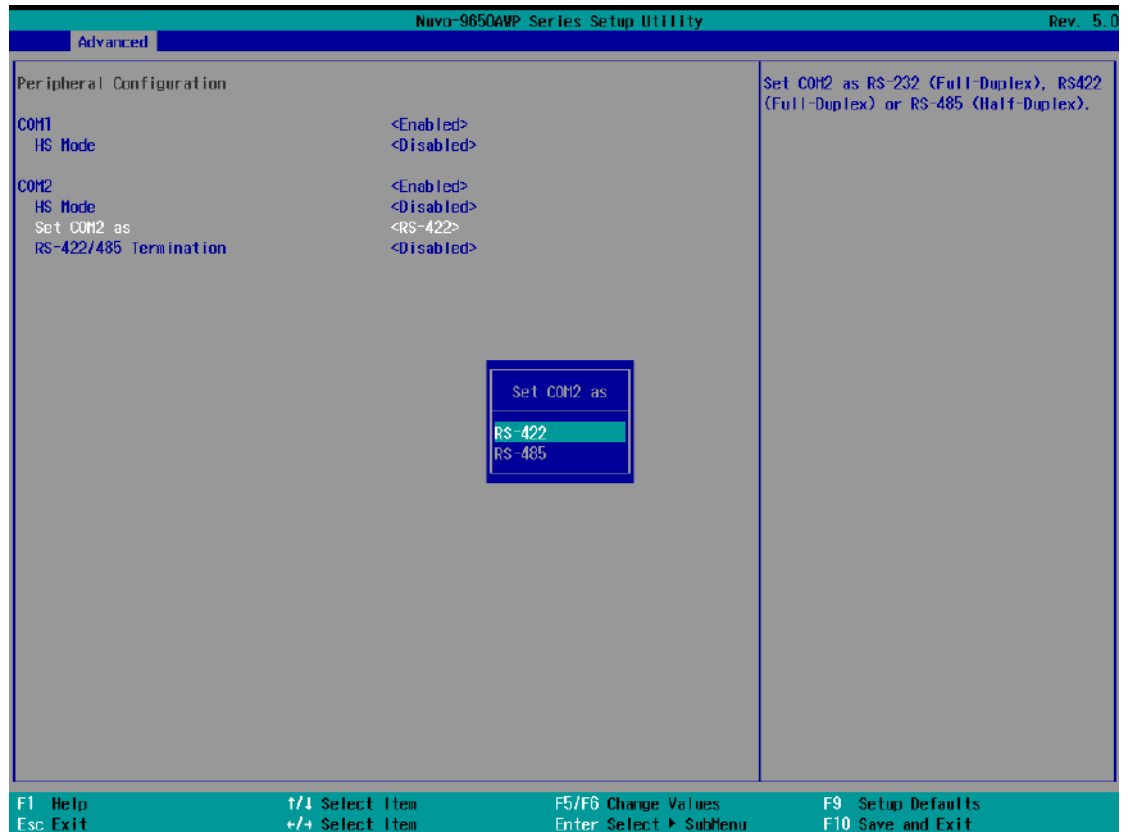 Nuvo-9650AWP Series Setup Utility Rev. 5.0
Advanced
Peripheral Configuration
COM1 <Enabled>
HS Mode <Disabled>
COM2 <Enabled>
HS Mode <Disabled>
Set COM2 as <RS-422>
RS-422/485 Termination <Disabled>
Set COM2 as RS-232 (Full-Duplex), RS422
(Full-Duplex) or RS-485 (Half-Duplex).
Set COM2 as
RS-422
RS-485
F1 Help ↑/↓ Select Item F5/F6 Change Values F9 Setup Defaults
Esc Exit ←/→ Select Item Enter Select ▶ SubMenu F10 Save and Exit